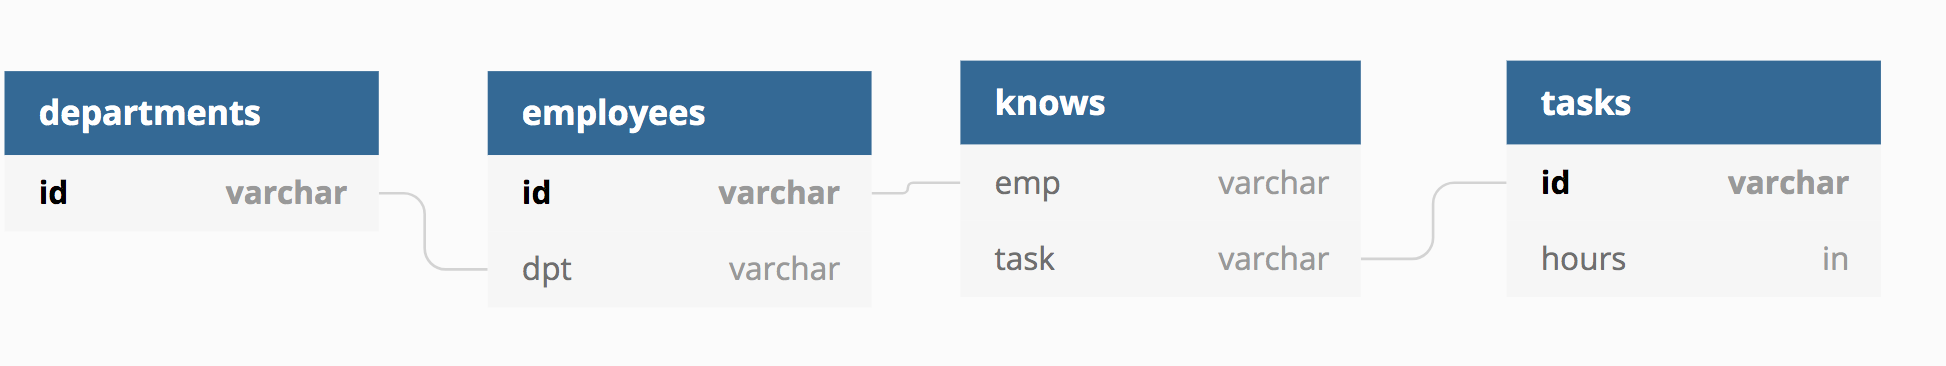 departments
id varchar
employees
id varchar
dpt varchar
knows
emp varchar
task varchar
tasks
id varchar
hours in